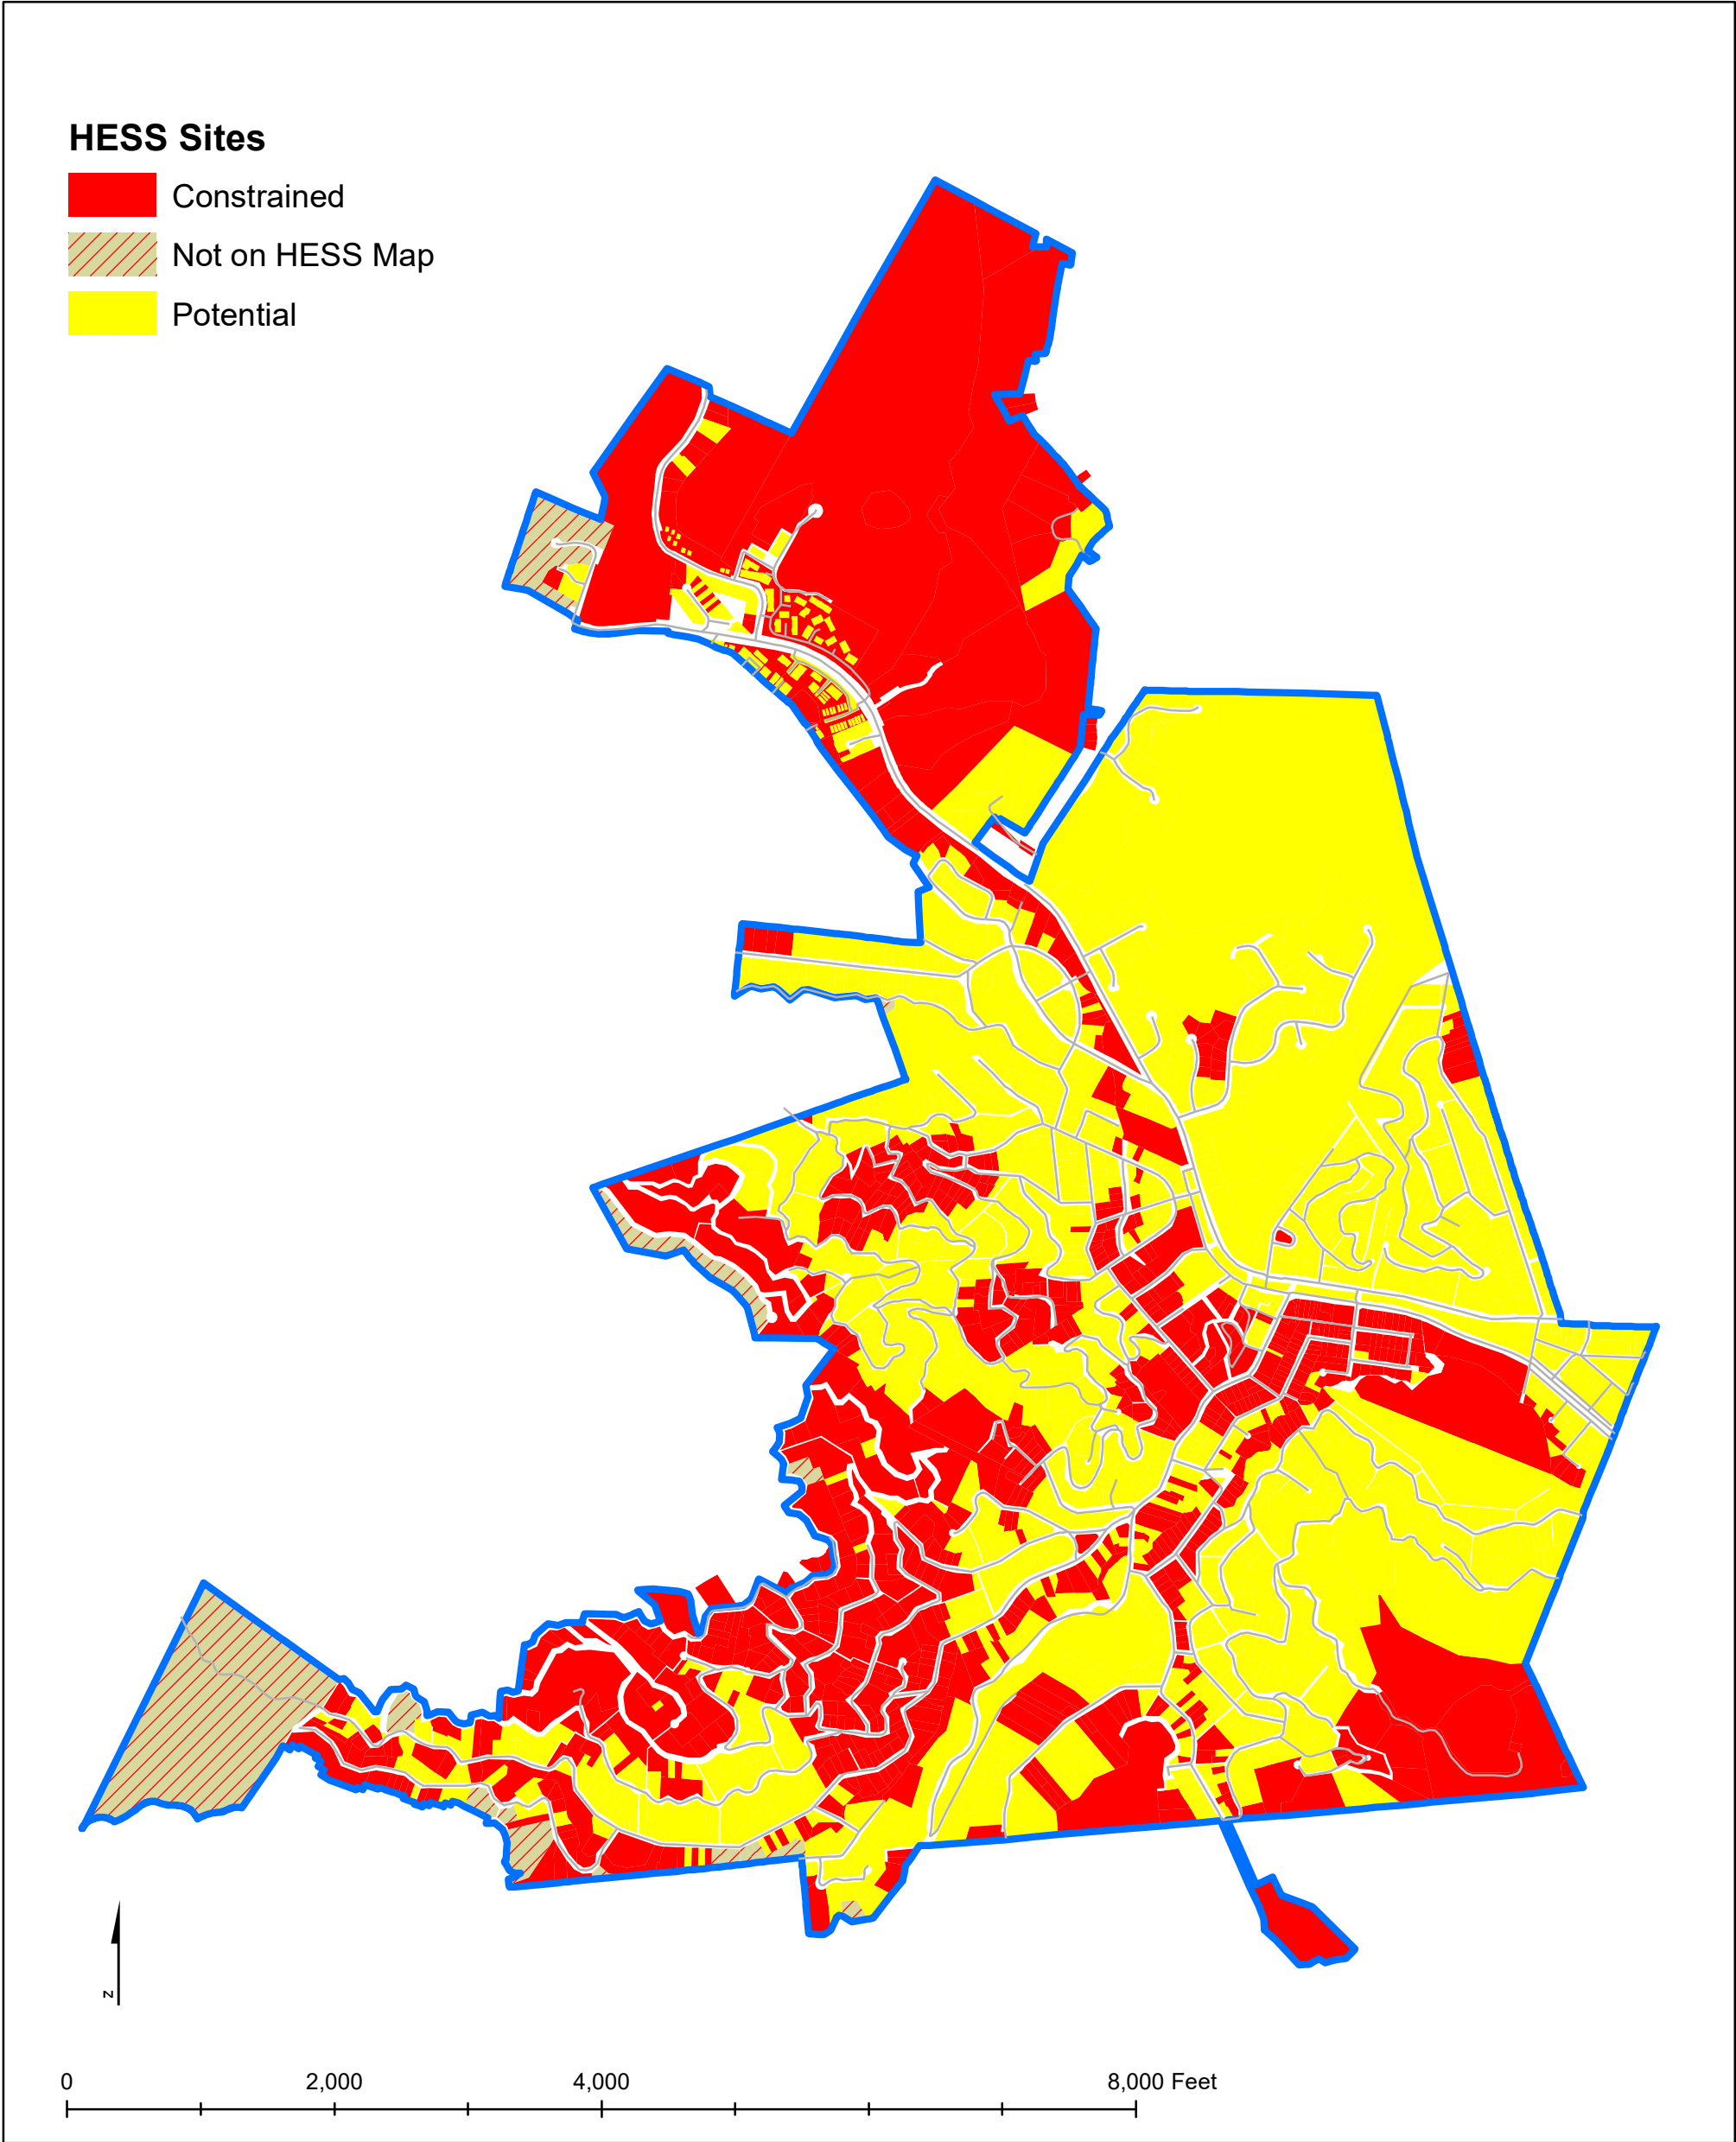 HESS Sites
Constrained
Not on HESS Map
Potential
z
0 2,000 4,000 8,000 Feet